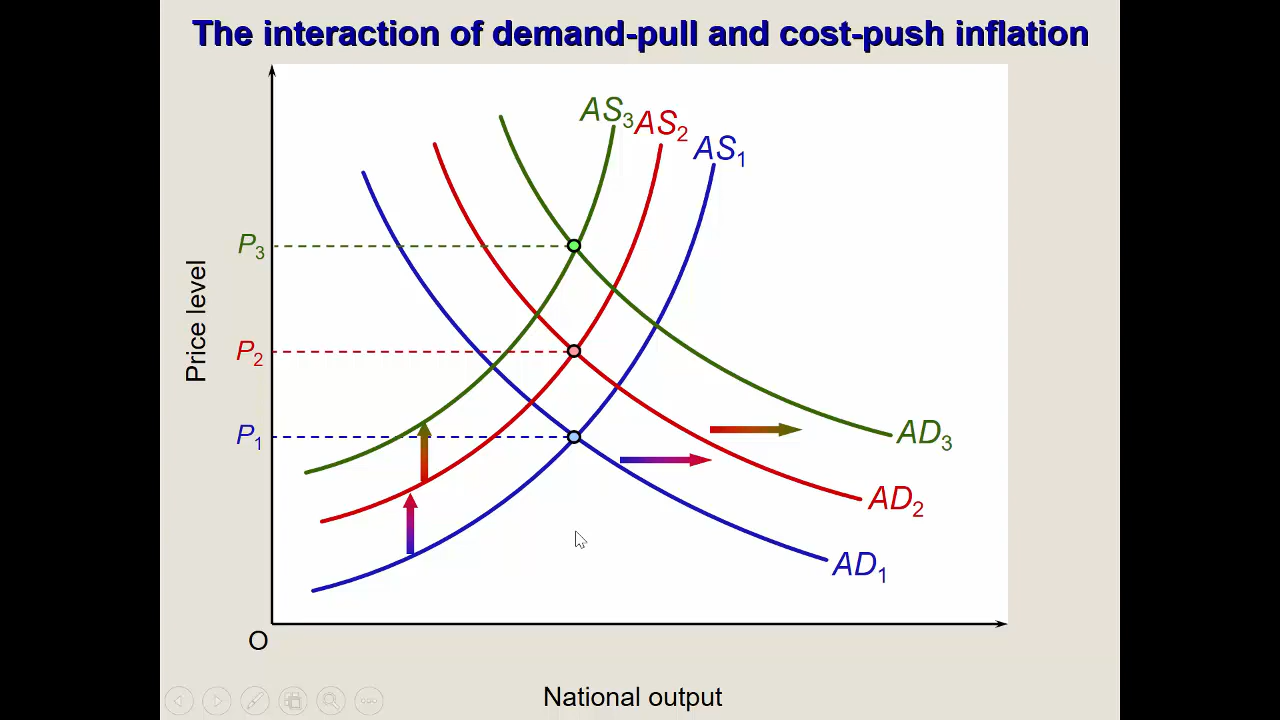 The interaction of demand-pull and cost-push inflation
AS3
AS2
AS1
P3
P2
P1
Price level
AD3
AD2
AD1
O
National output